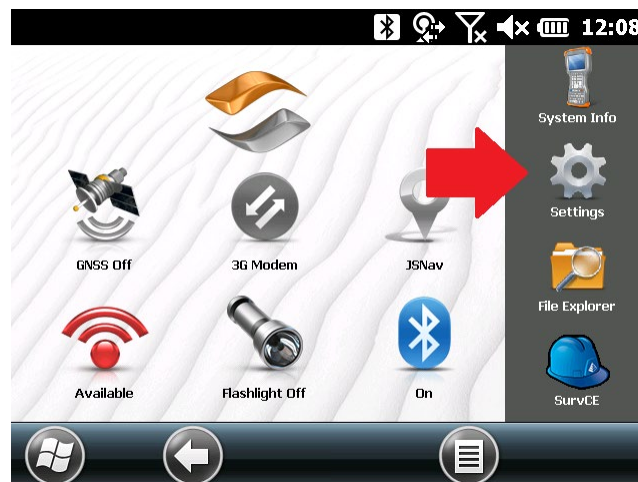 12:08
System Info
Settings
GNSS Off
3G Modem
JSNav
File Explorer
Available
Flashlight Off
On
SurvCE